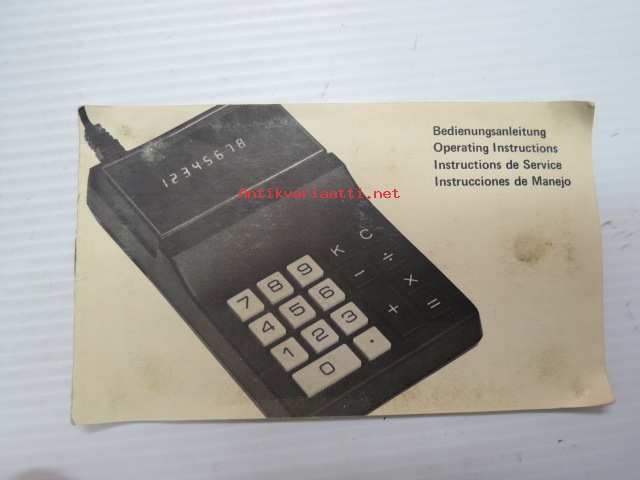 Bedienungsanleitung
Operating Instructions
Instructions de Service
Instrucciones de Manejo
12345678
Antikvariaatti.net
K C
7 8 9 - ÷
4 5 6 + ×
1 2 3 =
0 .